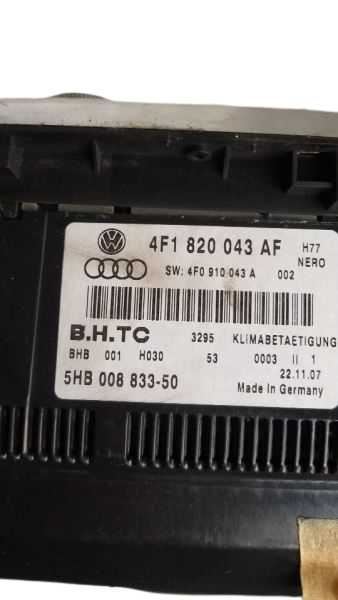 4F1 820 043 AF H77
NERO
SW: 4F0 910 043 A 002
B.H.TC 3295 KLIMABETAETIGUNG
BHB 001 H030 53 0003 II 1
22.11.07
5HB 008 833-50 Made in Germany